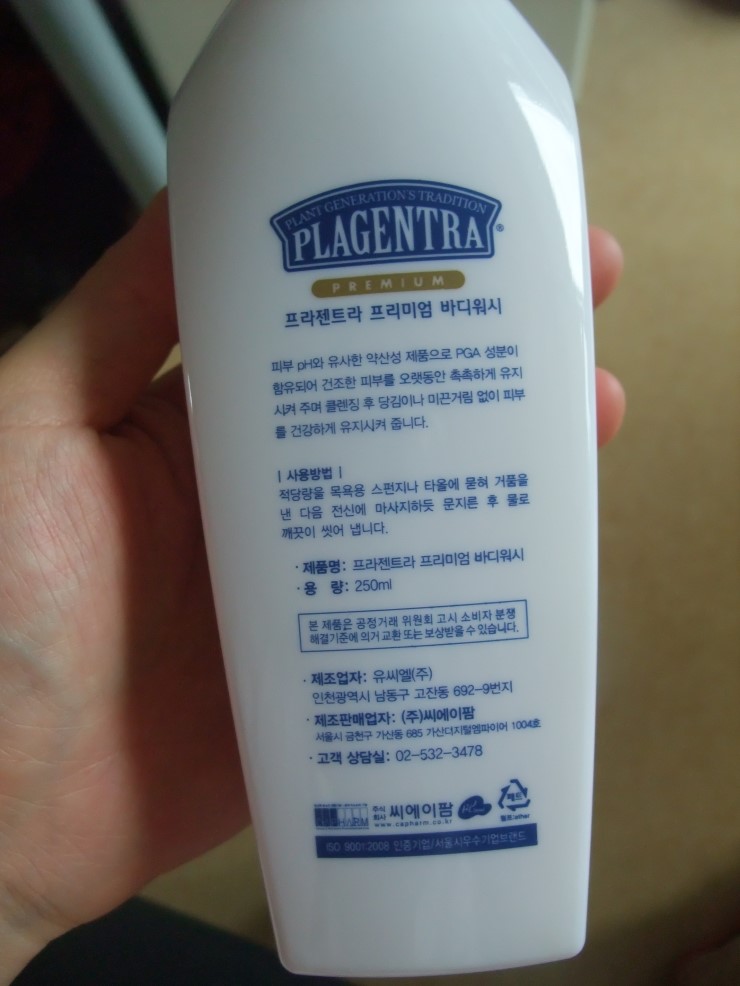 PLANT GENERATION'S TRADITION
PLAGENTRA®
PREMIUM
프라젠트라 프리미엄 바디워시
피부 pH와 유사한 약산성 제품으로 PGA 성분이
함유되어 건조한 피부를 오랫동안 촉촉하게 유지
시켜 주며 클렌징 후 당김이나 미끈거림 없이 피부
를 건강하게 유지시켜 줍니다.
| 사용방법 |
적당량을 목욕용 스펀지나 타올에 묻혀 거품을
낸 다음 전신에 마사지하듯 문지른 후 물로
깨끗이 씻어 냅니다.
· 제품명: 프라젠트라 프리미엄 바디워시
· 용 량: 250ml
본 제품은 공정거래 위원회 고시 소비자 분쟁
해결기준에 의거 교환 또는 보상받을 수 있습니다.
· 제조업자: 유씨엘(주)
인천광역시 남동구 고잔동 692-9번지
· 제조판매업자: (주)씨에이팜
서울시 금천구 가산동 685 가산디지털엠파이어 1004호
· 고객 상담실: 02-532-3478
주식회사 씨에이팜
www.capharm.co.kr
페트
펌프:other
ISO 9001:2008 인증기업/서울시우수기업브랜드